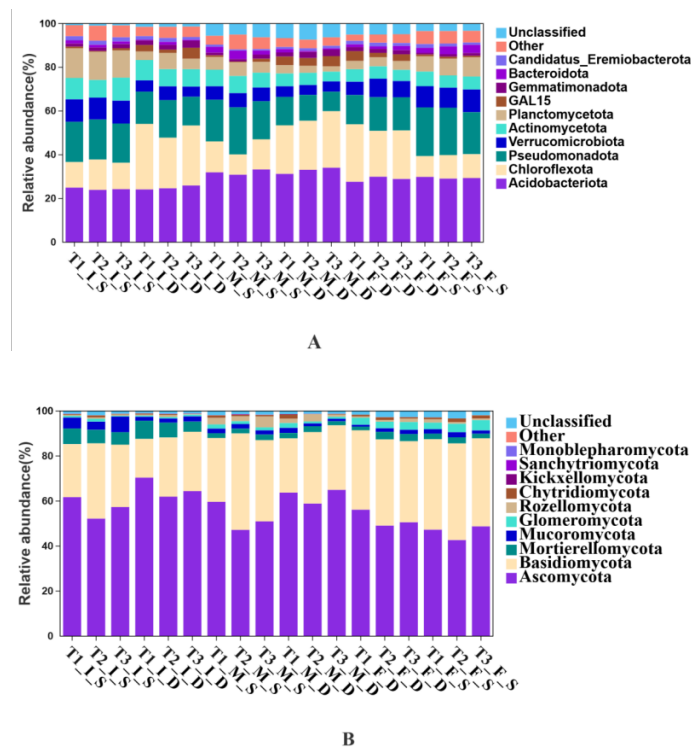 Relative abundance(%)
100
80
60
40
20
0
T1_I_S
T2_I_S
T3_I_S
T1_I_D
T2_I_D
T3_I_D
T1_M_S
T2_M_S
T3_M_S
T1_M_D
T2_M_D
T3_M_D
T1_F_D
T2_F_D
T3_F_D
T1_F_S
T2_F_S
T3_F_S
Unclassified
Other
Candidatus_Eremiobacterota
Bacteroidota
Gemmatimonadota
GAL15
Planctomycetota
Actinomycetota
Verrucomicrobiota
Pseudomonadota
Chloroflexota
Acidobacteriota
A
Relative abundance(%)
100
80
60
40
20
0
T1_I_S
T2_I_S
T3_I_S
T1_I_D
T2_I_D
T3_I_D
T1_M_S
T2_M_S
T3_M_S
T1_M_D
T2_M_D
T3_M_D
T1_F_D
T2_F_D
T3_F_D
T1_F_S
T2_F_S
T3_F_S
Unclassified
Other
Monoblepharomycota
Sanchytriomycota
Kickxellomycota
Chytridiomycota
Rozellomycota
Glomeromycota
Mucoromycota
Mortierellomycota
Basidiomycota
Ascomycota
B